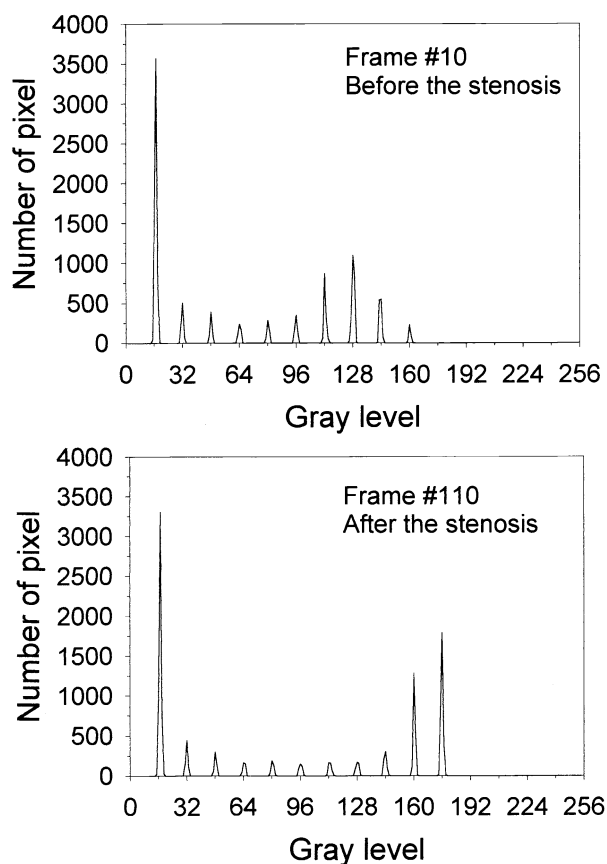 4000
3500
3000
2500
2000
1500
1000
500
0
Number of pixel
Frame #10
Before the stenosis
0 32 64 96 128 160 192 224 256
Gray level
4000
3500
3000
2500
2000
1500
1000
500
0
Number of pixel
Frame #110
After the stenosis
0 32 64 96 128 160 192 224 256
Gray level